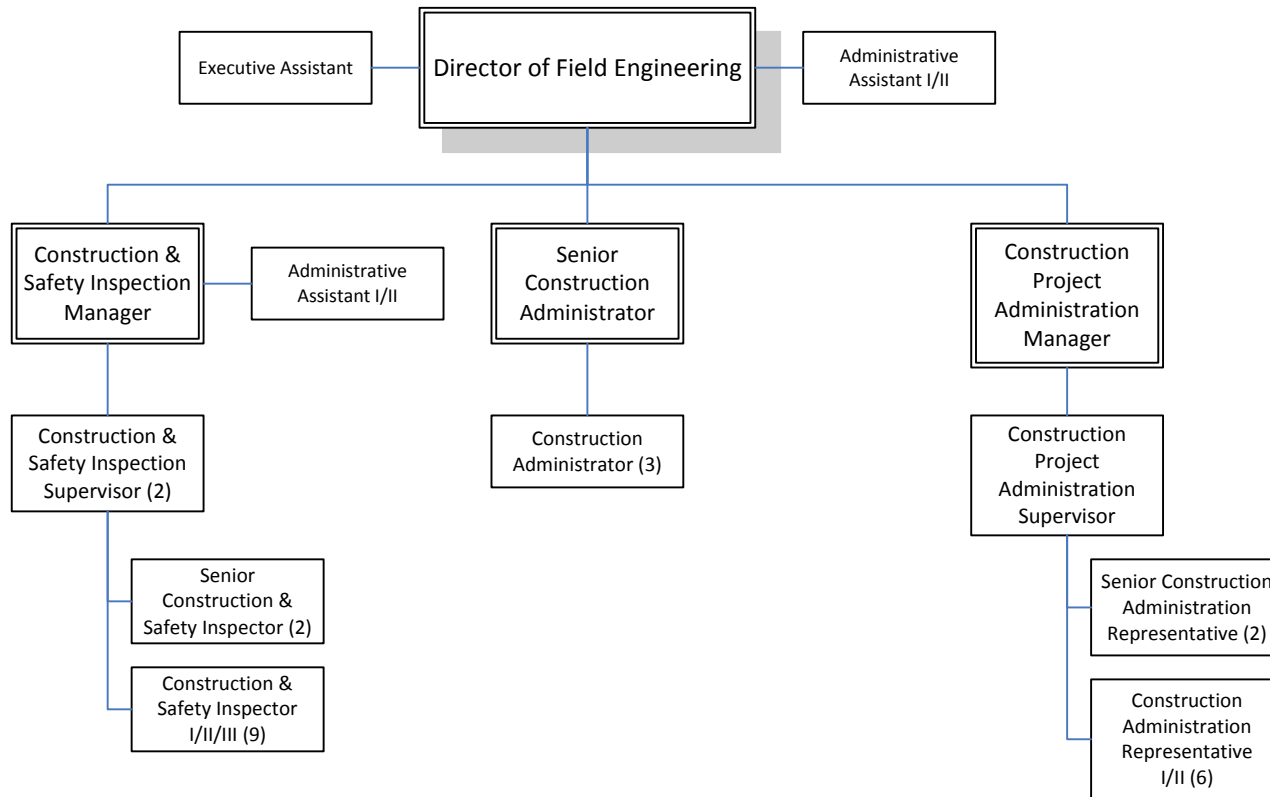 Executive Assistant
Director of Field Engineering
Administrative
Assistant I/II
Construction &
Safety Inspection
Manager
Administrative
Assistant I/II
Senior
Construction
Administrator
Construction
Project
Administration
Manager
Construction &
Safety Inspection
Supervisor (2)
Construction
Administrator (3)
Construction
Project
Administration
Supervisor
Senior
Construction &
Safety Inspector (2)
Construction &
Safety Inspector
I/II/III (9)
Senior Construction
Administration
Representative (2)
Construction
Administration
Representative
I/II (6)